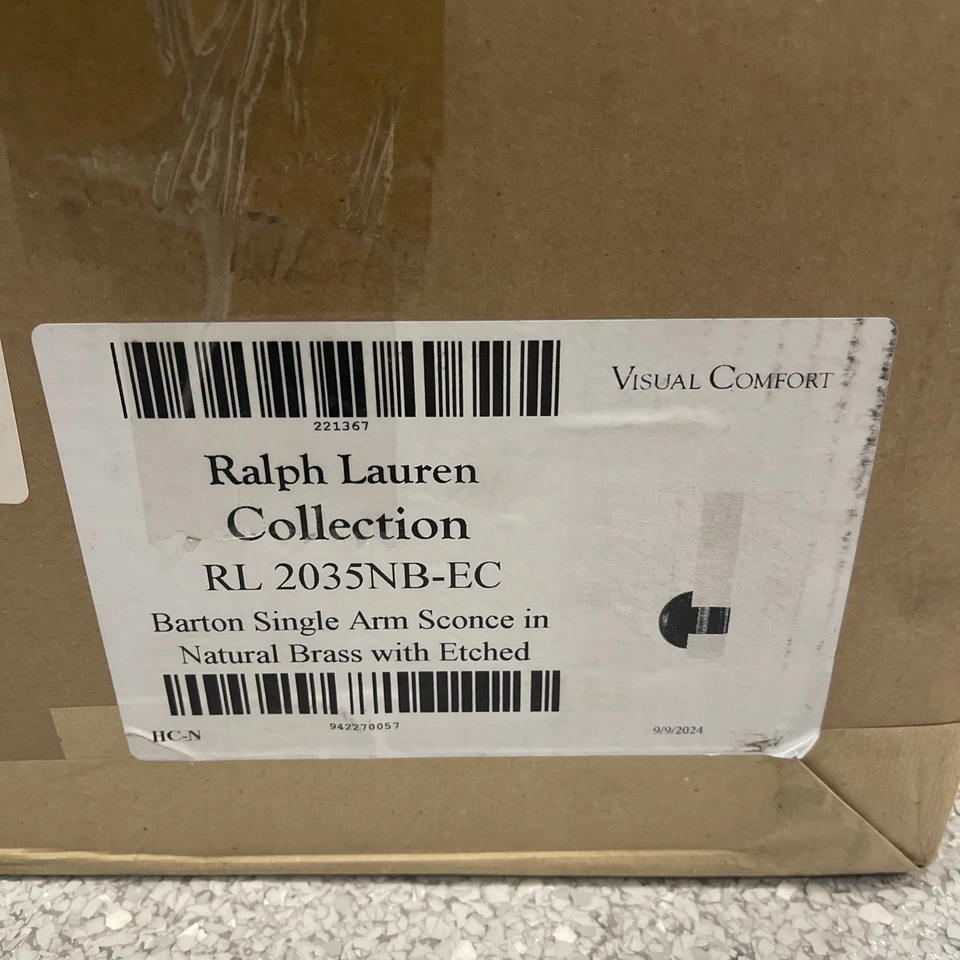 221367
VISUAL COMFORT
Ralph Lauren
Collection
RL 2035NB-EC
Barton Single Arm Sconce in
Natural Brass with Etched
942270057
HC-N
9/9/2024